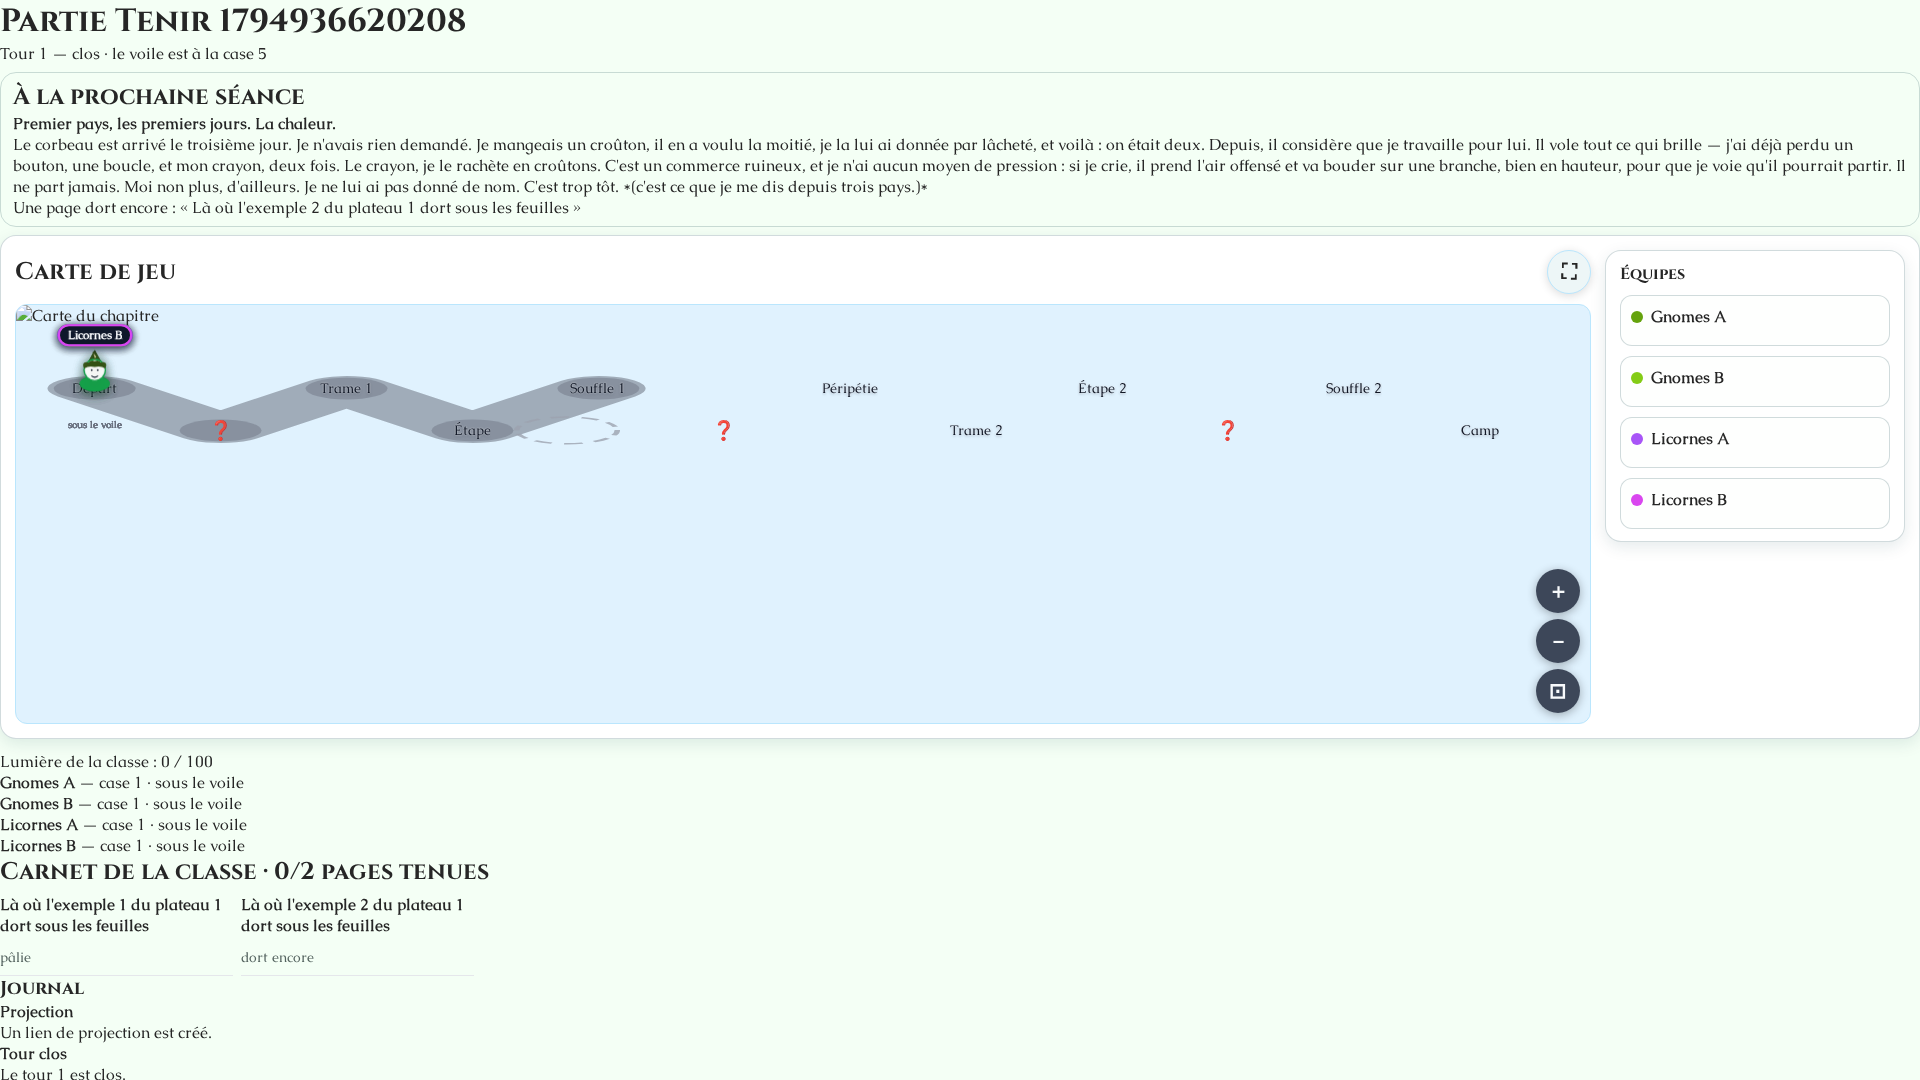 Partie Tenir 1794936620208
Tour 1 — clos · le voile est à la case 5
À la prochaine séance
Premier pays, les premiers jours. La chaleur.
Le corbeau est arrivé le troisième jour. Je n'avais rien demandé. Je mangeais un croûton, il en a voulu la moitié, je la lui ai donnée par lâcheté, et voilà : on était deux. Depuis, il considère que je travaille pour lui. Il vole tout ce qui brille — j'ai déjà perdu un
bouton, une boucle, et mon crayon, deux fois. Le crayon, je le rachète en croûtons. C'est un commerce ruineux, et je n'ai aucun moyen de pression : si je crie, il prend l'air offensé et va bouder sur une branche, bien en hauteur, pour que je voie qu'il pourrait partir. Il
ne part jamais. Moi non plus, d'ailleurs. Je ne lui ai pas donné de nom. C'est trop tôt. *(c'est ce que je me dis depuis trois pays.)*
Une page dort encore : « Là où l'exemple 2 du plateau 1 dort sous les feuilles »
Carte de jeu
Carte du chapitre
Licornes B
Départ
Trame 1
Souffle 1
Péripétie
Étape 2
Souffle 2
sous le voile
❓
Étape
❓
Trame 2
❓
Camp
+
−
Équipes
Gnomes A
Gnomes B
Licornes A
Licornes B
Lumière de la classe : 0 / 100
Gnomes A — case 1 · sous le voile
Gnomes B — case 1 · sous le voile
Licornes A — case 1 · sous le voile
Licornes B — case 1 · sous le voile
Carnet de la classe · 0/2 pages tenues
Là où l'exemple 1 du plateau 1
dort sous les feuilles
pâlie
Là où l'exemple 2 du plateau 1
dort sous les feuilles
dort encore
Journal
Projection
Un lien de projection est créé.
Tour clos
Le tour 1 est clos.